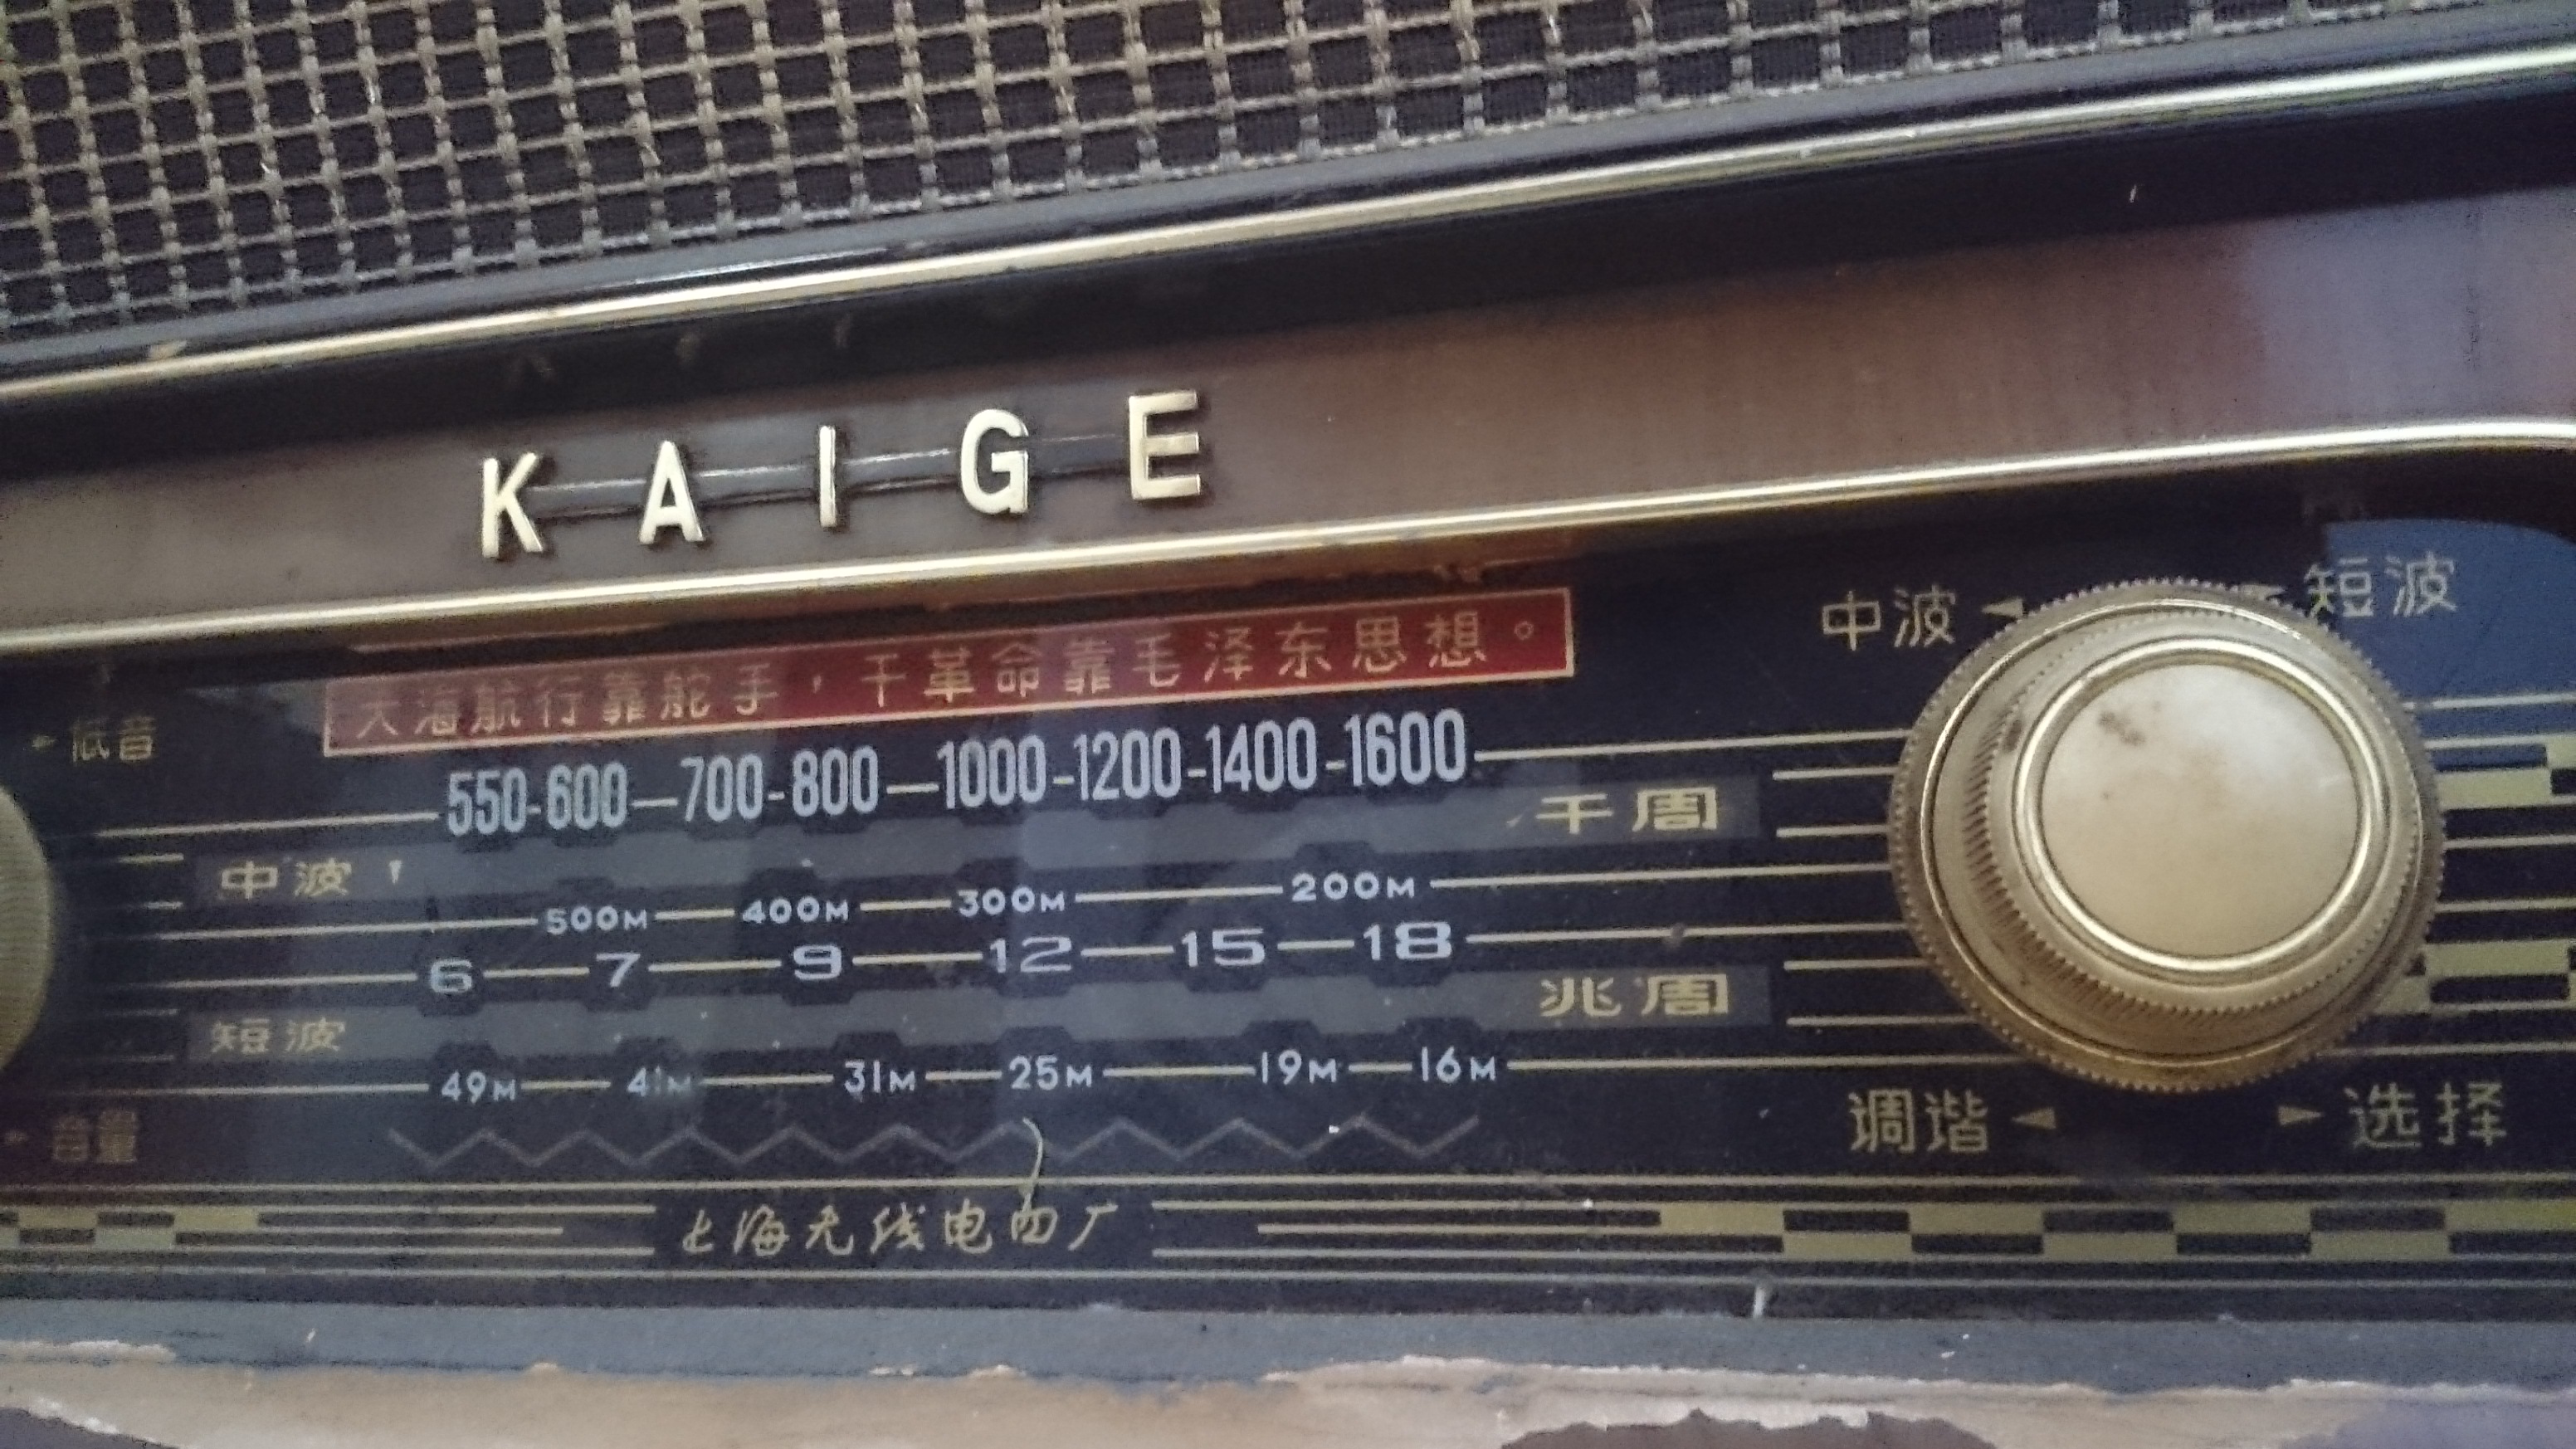 KAIGE
大海航行靠舵手，干革命靠毛泽东思想。
中波 短波
低音
550-600-700-800-1000-1200-1400-1600
千周
中波
500M 400M 300M 200M
6 7 9 12 15 18
兆周
短波
49M 41M 31M 25M 19M 16M
音量
调谐 选择
上海无线电四厂